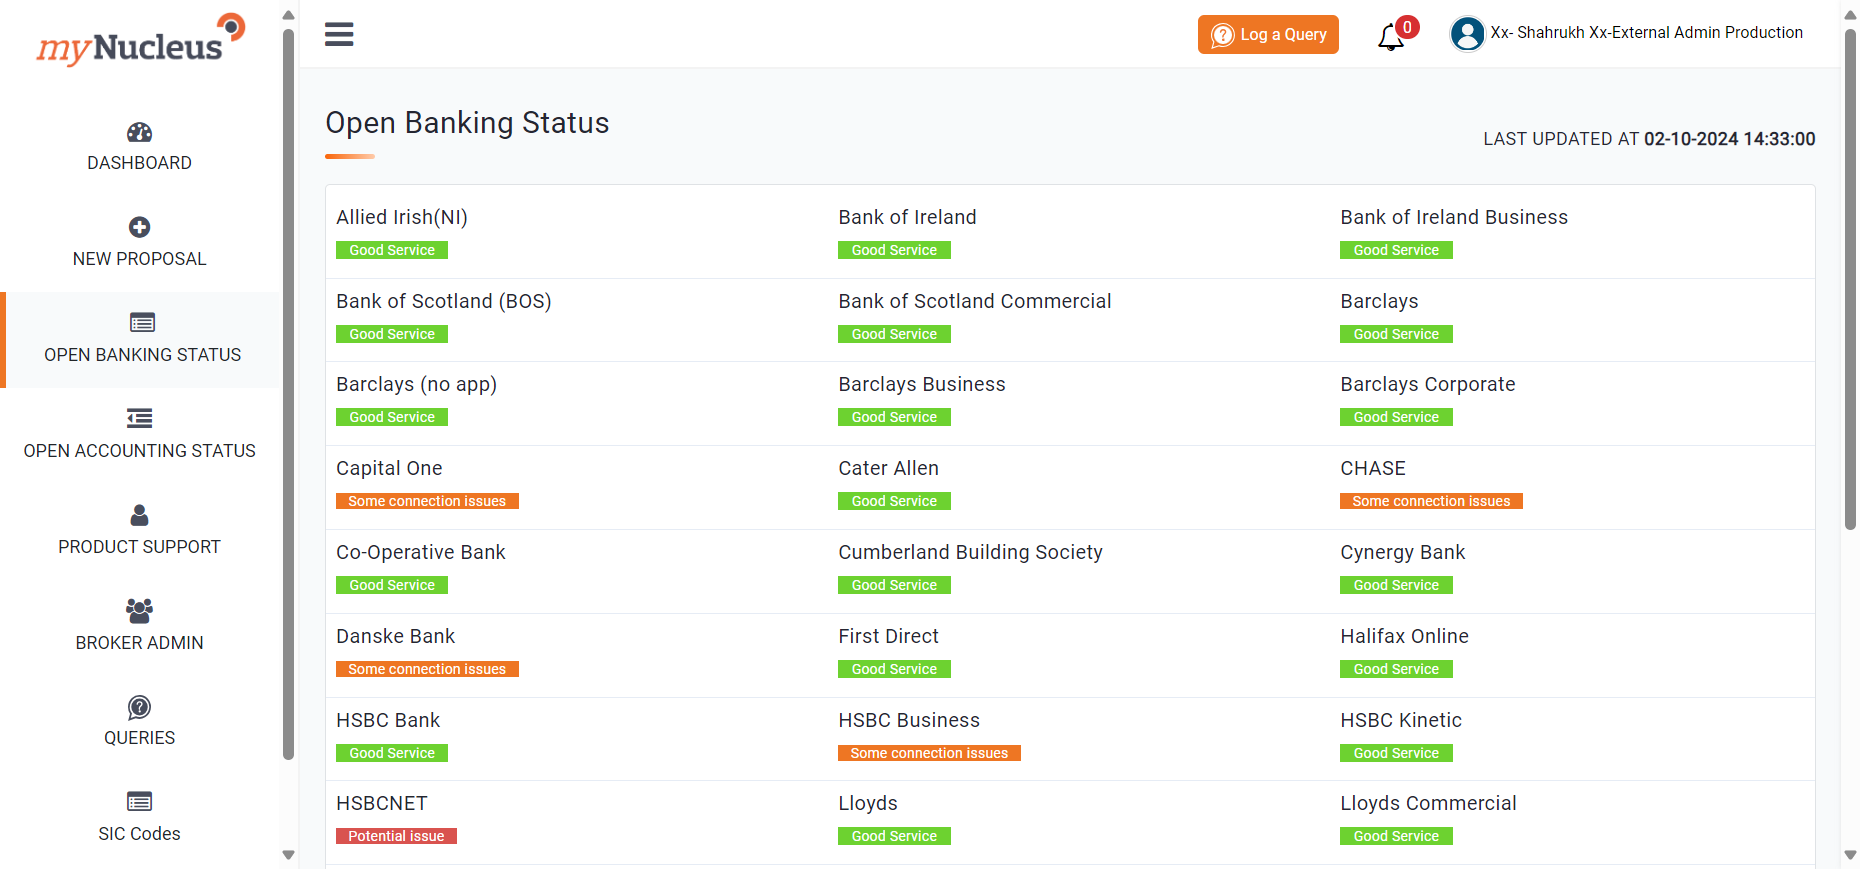 myNucleus
DASHBOARD
NEW PROPOSAL
OPEN BANKING STATUS
OPEN ACCOUNTING STATUS
PRODUCT SUPPORT
BROKER ADMIN
QUERIES
SIC Codes
Log a Query
0
Xx- Shahrukh Xx-External Admin Production
Open Banking Status
LAST UPDATED AT 02-10-2024 14:33:00
Allied Irish(NI)
Good Service
Bank of Ireland
Good Service
Bank of Ireland Business
Good Service
Bank of Scotland (BOS)
Good Service
Bank of Scotland Commercial
Good Service
Barclays
Good Service
Barclays (no app)
Good Service
Barclays Business
Good Service
Barclays Corporate
Good Service
Capital One
Some connection issues
Cater Allen
Good Service
CHASE
Some connection issues
Co-Operative Bank
Good Service
Cumberland Building Society
Good Service
Cynergy Bank
Good Service
Danske Bank
Some connection issues
First Direct
Good Service
Halifax Online
Good Service
HSBC Bank
Good Service
HSBC Business
Some connection issues
HSBC Kinetic
Good Service
HSBCNET
Potential issue
Lloyds
Good Service
Lloyds Commercial
Good Service